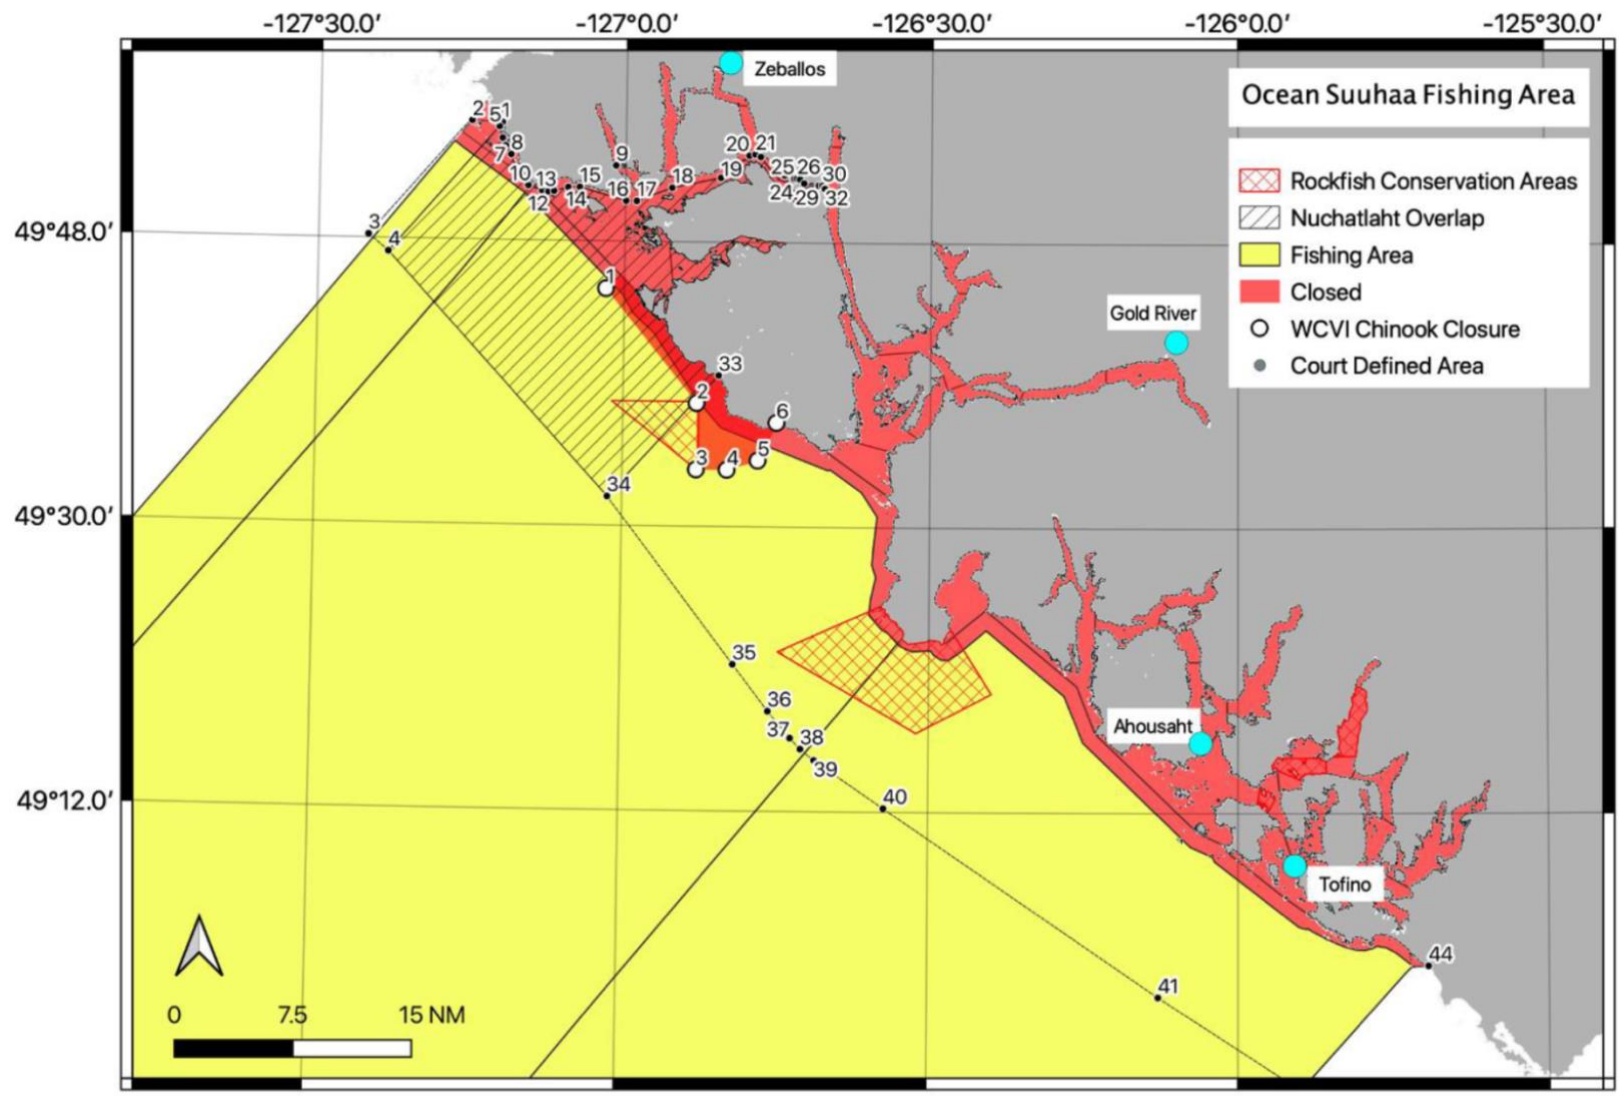 -127°30.0′ -127°0.0′ -126°30.0′ -126°0.0′ -125°30.0′
Zeballos
Ocean Suuhaa Fishing Area
2 51
8
7
9
20 21
10 13 15
12 14
16 17
18
19
25 26 30
24 29 32
Rockfish Conservation Areas
Nuchatlaht Overlap
Fishing Area
Closed
WCVI Chinook Closure
Court Defined Area
49°48.0′
3
4
1
Gold River
33
2
6
3 4 5
34
49°30.0′
35
36
37 38
39
Ahousaht
49°12.0′
40
Tofino
44
41
0 7.5 15 NM